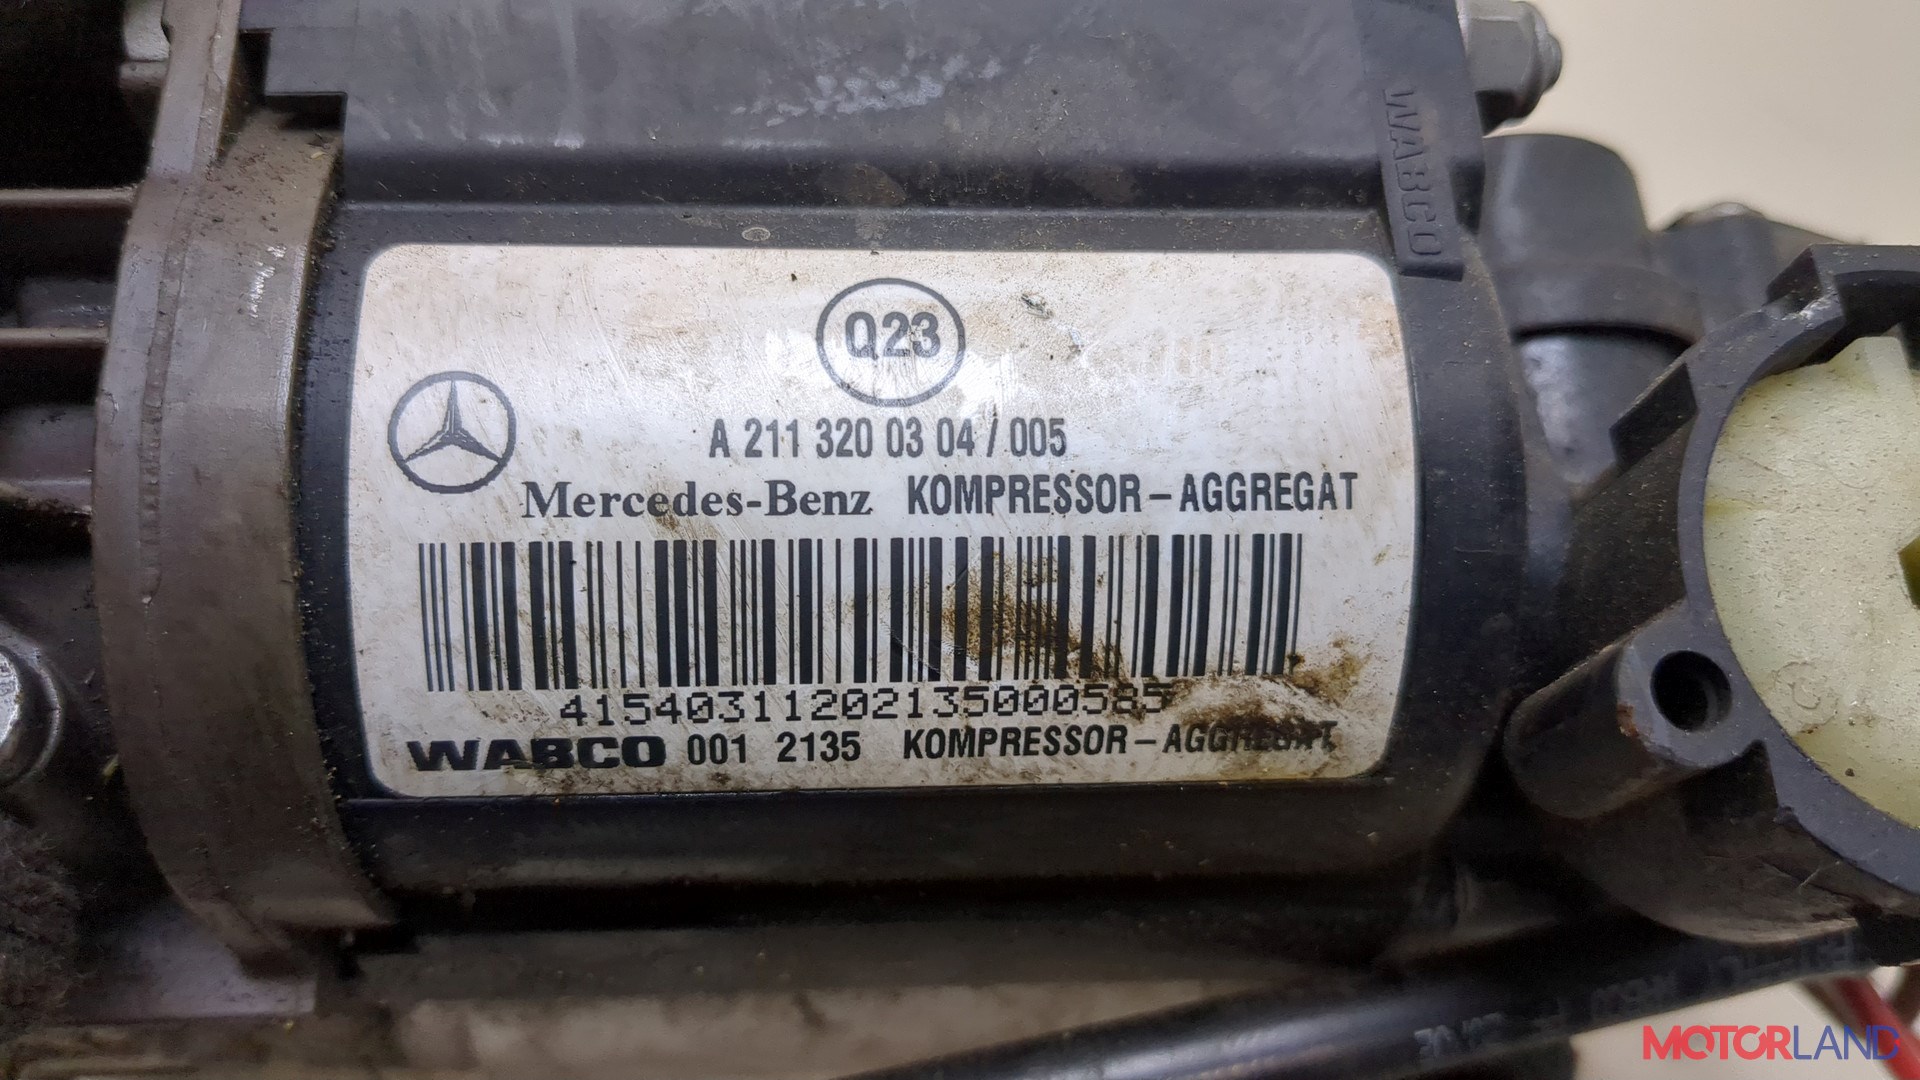 WABCO
Q23
A 211 320 03 04 / 005
Mercedes-Benz KOMPRESSOR – AGGREGAT
41540311202135000585
WABCO 001 2135 KOMPRESSOR – AGGREGAT
MOTORLAND